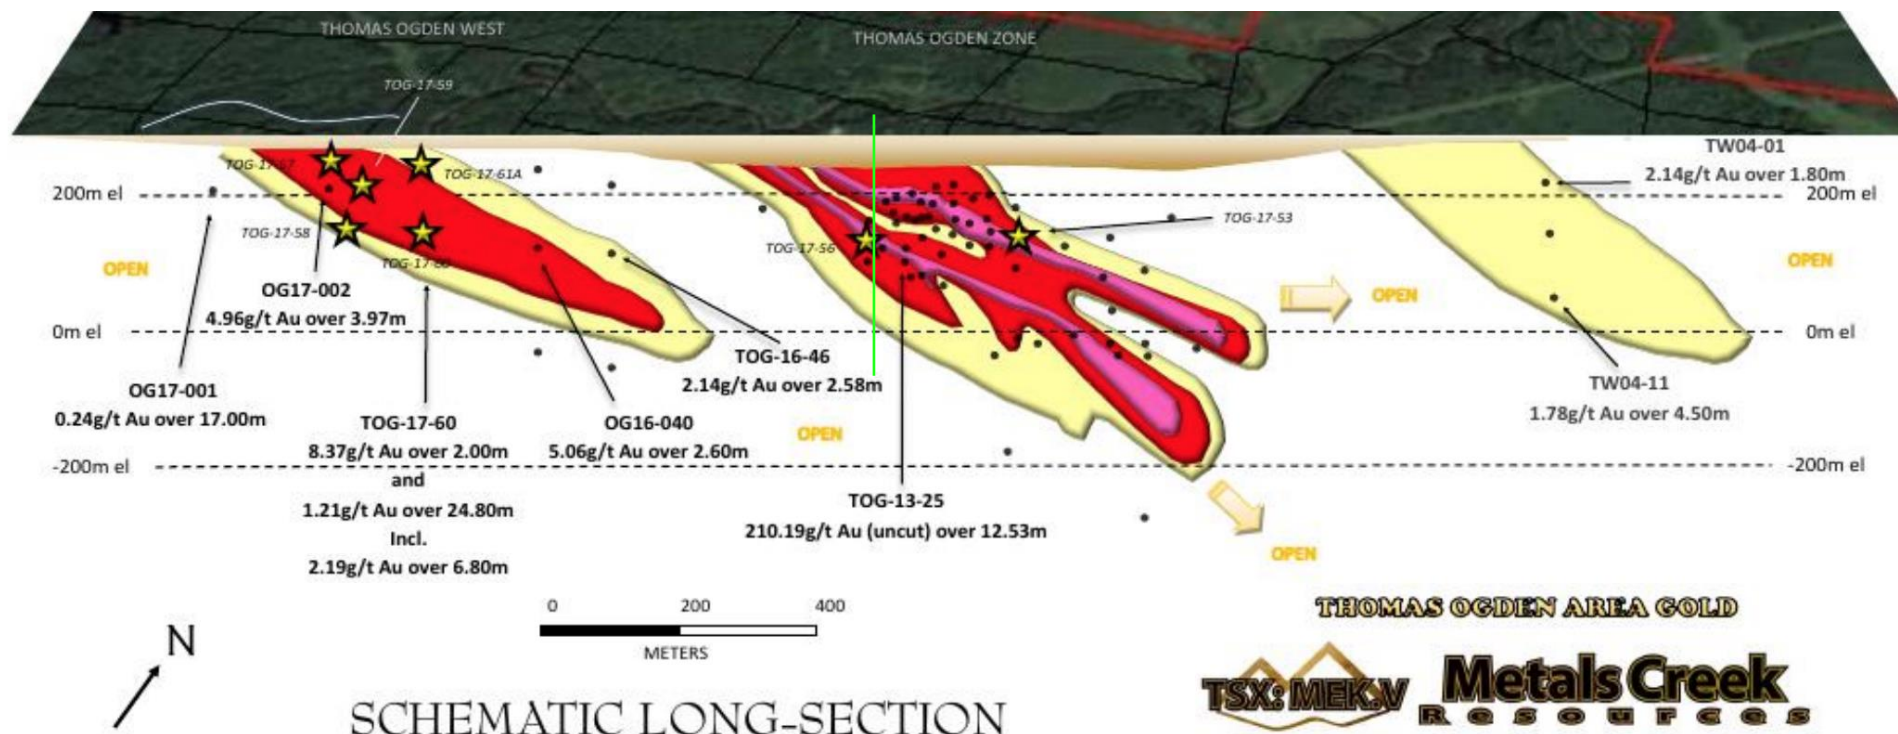 THOMAS OGDEN WEST
THOMAS OGDEN ZONE
TOG-17-59
TOG-17-57
TOG-17-61A
TW04-01
2.14g/t Au over 1.80m
200m el
200m el
TOG-17-58
TOG-17-56
TOG-17-53
TOG-17-60
OPEN
OPEN
OPEN
OG17-002
4.96g/t Au over 3.97m
0m el
0m el
TOG-16-46
2.14g/t Au over 2.58m
OG17-001
0.24g/t Au over 17.00m
TW04-11
1.78g/t Au over 4.50m
TOG-17-60
8.37g/t Au over 2.00m
and
1.21g/t Au over 24.80m
Incl.
2.19g/t Au over 6.80m
OG16-040
5.06g/t Au over 2.60m
OPEN
-200m el
-200m el
TOG-13-25
210.19g/t Au (uncut) over 12.53m
OPEN
0 200 400
METERS
N
THOMAS OGDEN AREA GOLD
TSX: MEK.V
Metals Creek
Resources
SCHEMATIC LONG-SECTION